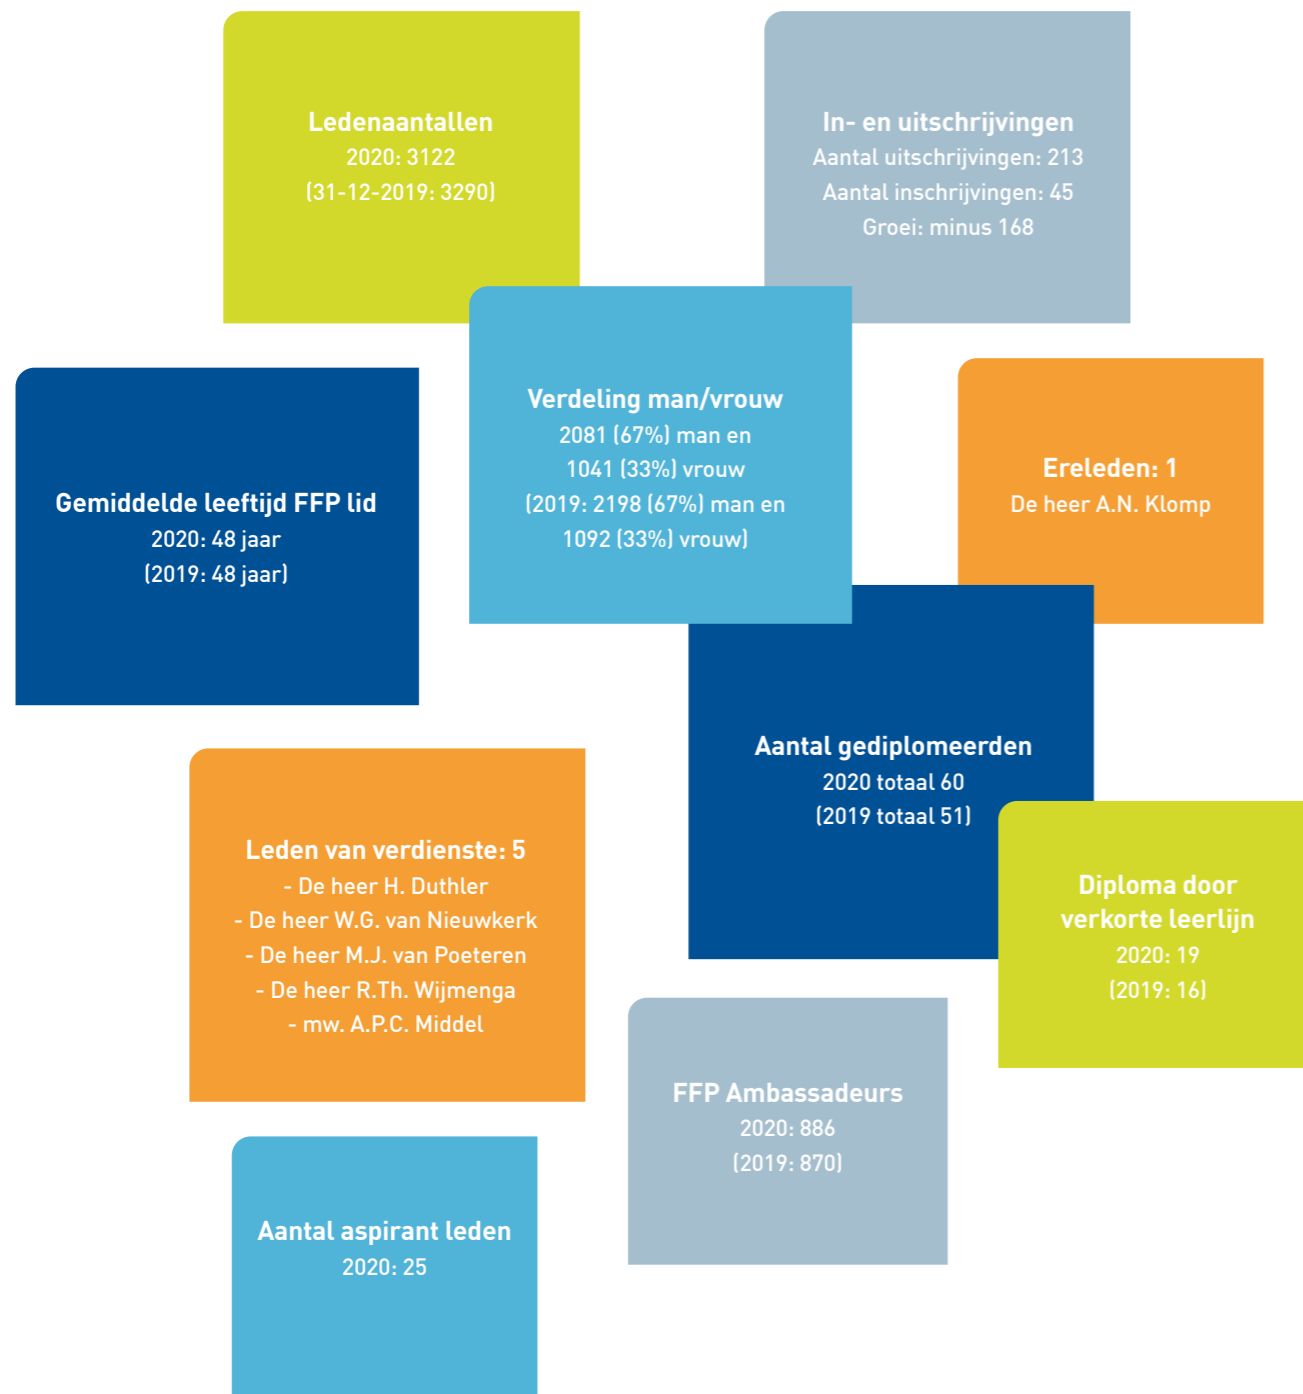 Ledenaantallen
2020: 3122
(31-12-2019: 3290)
In- en uitschrijvingen
Aantal uitschrijvingen: 213
Aantal inschrijvingen: 45
Groei: minus 168
Verdeling man/vrouw
2081 (67%) man en
1041 (33%) vrouw
(2019: 2198 (67%) man en
1092 (33%) vrouw)
Gemiddelde leeftijd FFP lid
2020: 48 jaar
(2019: 48 jaar)
Ereleden: 1
De heer A.N. Klomp
Aantal gediplomeerden
2020 totaal 60
(2019 totaal 51)
Leden van verdienste: 5
- De heer H. Duthler
- De heer W.G. van Nieuwkerk
- De heer M.J. van Poeteren
- De heer R.Th. Wijmenga
- mw. A.P.C. Middel
Diploma door
verkorte leerlijn
2020: 19
(2019: 16)
FFP Ambassadeurs
2020: 886
(2019: 870)
Aantal aspirant leden
2020: 25